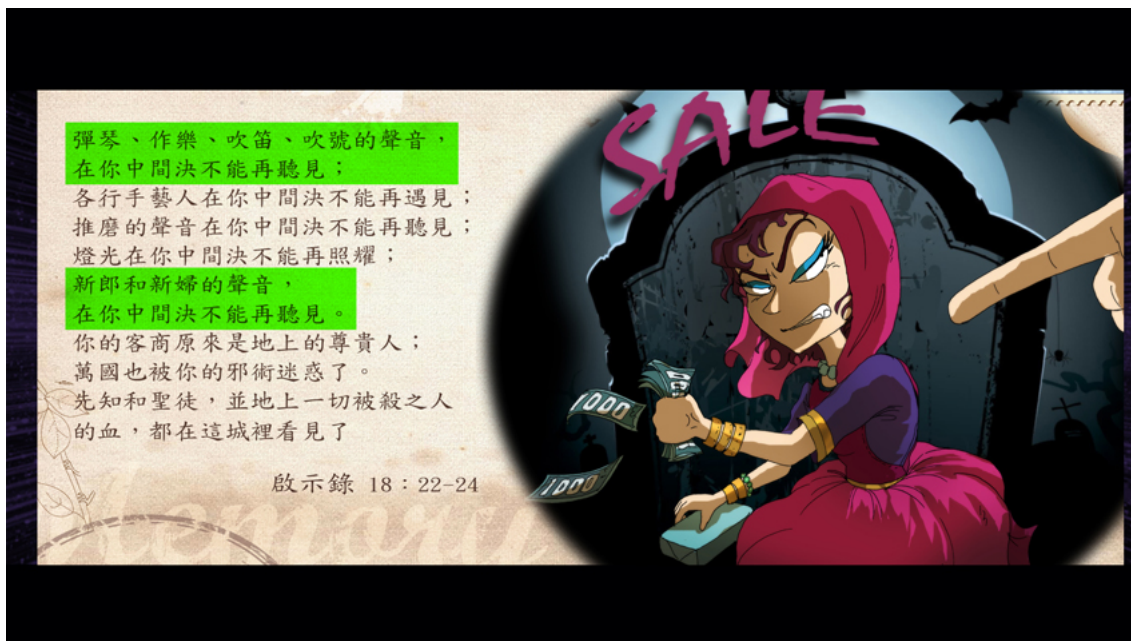 彈琴、作樂、吹笛、吹號的聲音，
在你中間決不能再聽見；
各行手藝人在你中間決不能再遇見；
推磨的聲音在你中間決不能再聽見；
燈光在你中間決不能再照耀；
新郎和新婦的聲音，
在你中間決不能再聽見。
你的客商原來是地上的尊貴人；
萬國也被你的邪術迷惑了。
先知和聖徒，並地上一切被殺之人
的血，都在這城裡看見了
啟示錄 18：22-24
Memory
SALE
1000
1000